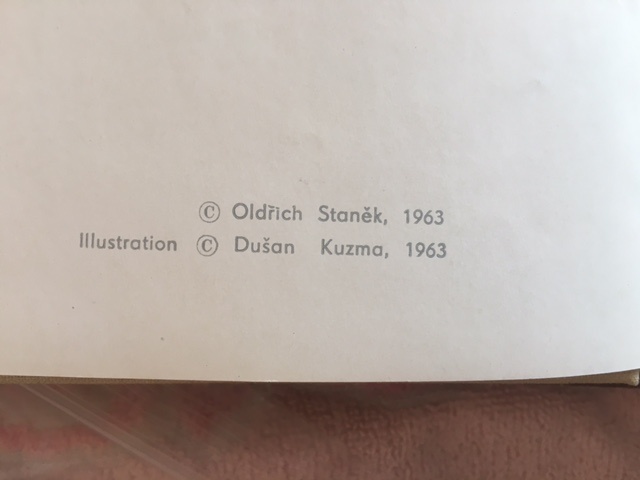 © Oldřich Staněk, 1963
Illustration © Dušan Kuzma, 1963